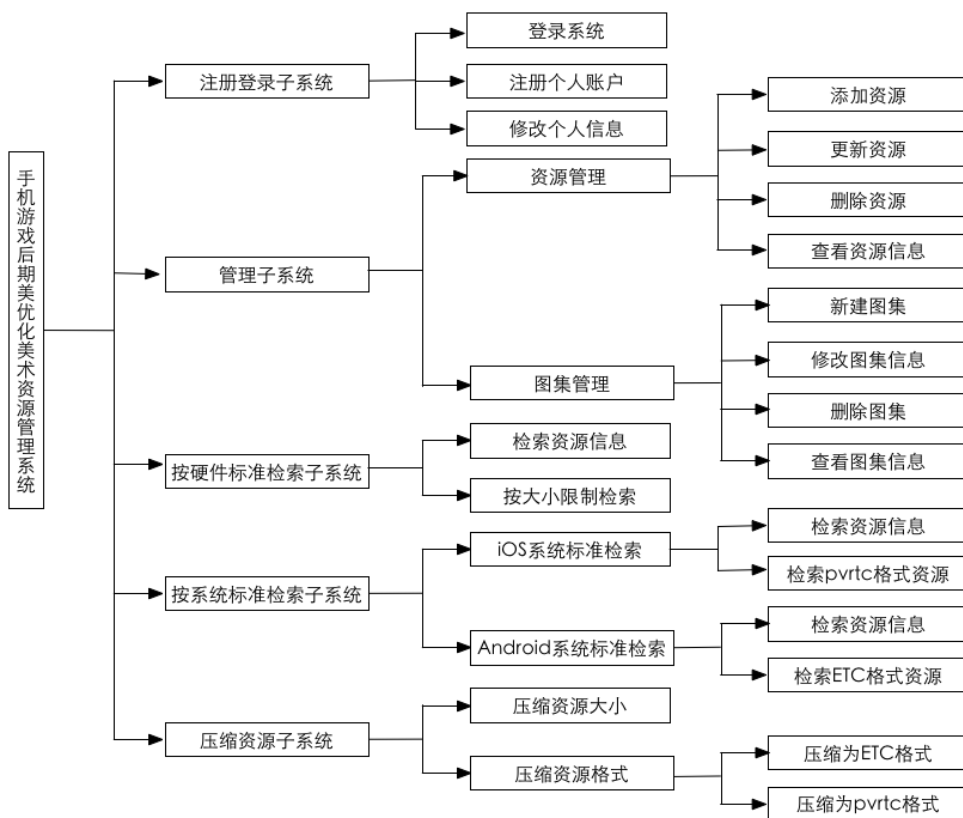 手机游戏后期美优化美术资源管理系统
注册登录子系统
登录系统
注册个人账户
修改个人信息
管理子系统
资源管理
添加资源
更新资源
删除资源
查看资源信息
图集管理
新建图集
修改图集信息
删除图集
查看图集信息
按硬件标准检索子系统
检索资源信息
按大小限制检索
按系统标准检索子系统
iOS系统标准检索
检索资源信息
检索pvrtc格式资源
Android系统标准检索
检索资源信息
检索ETC格式资源
压缩资源子系统
压缩资源大小
压缩资源格式
压缩为ETC格式
压缩为pvrtc格式